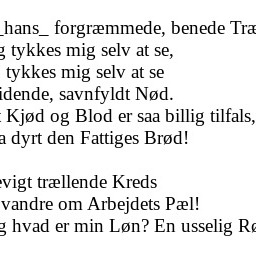 _hans_ forgræmmede, benede
tykkes mig selv at se,
tykkes mig selv at se
idende, savnfyldt Nød.
Kjød og Blod er saa billig tilfals,
a dyrt den Fattiges Brød!

evigt trællende Kreds
vandre om Arbejdets Pæl!
g hvad er min Løn? En usselig